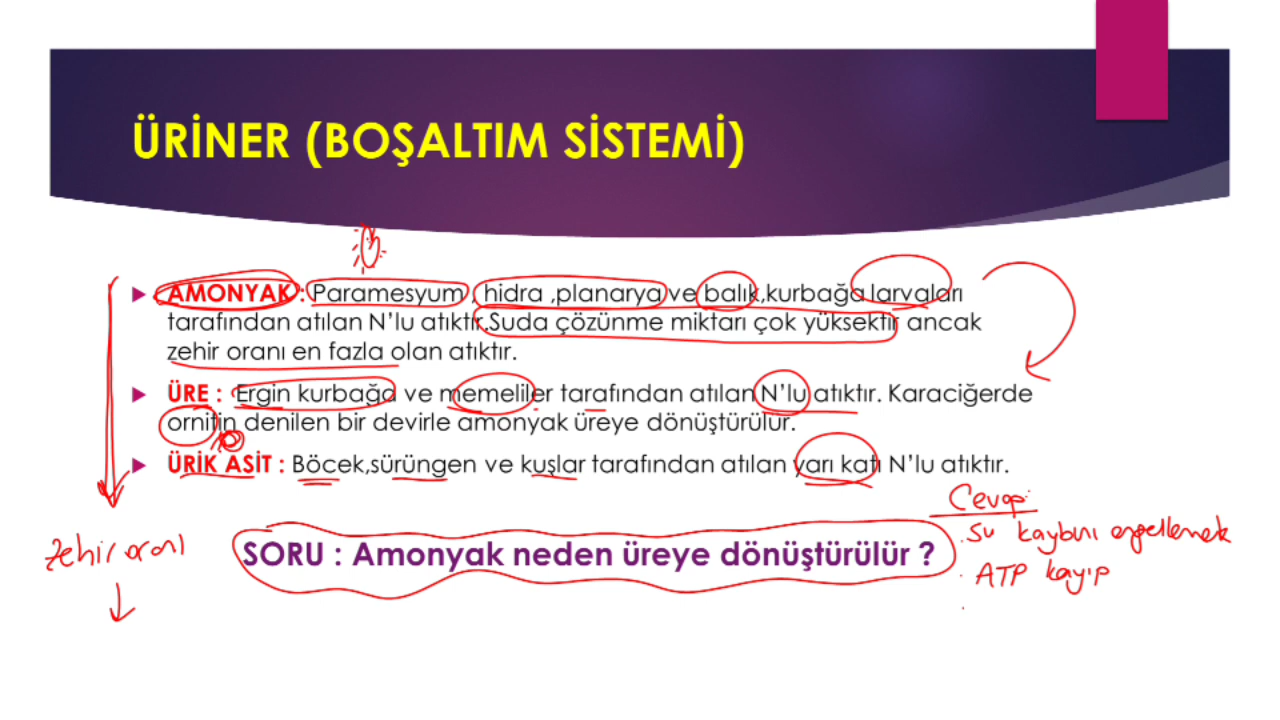 ÜRİNER (BOŞALTIM SİSTEMİ)
AMONYAK : Paramesyum , hidra ,planarya ve balık,kurbağa larvaları
tarafından atılan N'lu atıktır.Suda çözünme miktarı çok yüksektir ancak
zehir oranı en fazla olan atıktır.
ÜRE : Ergin kurbağa ve memeliler tarafından atılan N'lu atıktır. Karaciğerde
ornitin denilen bir devirle amonyak üreye dönüştürülür.
ÜRİK ASİT : Böcek,sürüngen ve kuşlar tarafından atılan yarı katı N'lu atıktır.
zehir oranı
SORU : Amonyak neden üreye dönüştürülür ?
Cevap:
. Su kaybını engellemek
. ATP kayıp
.